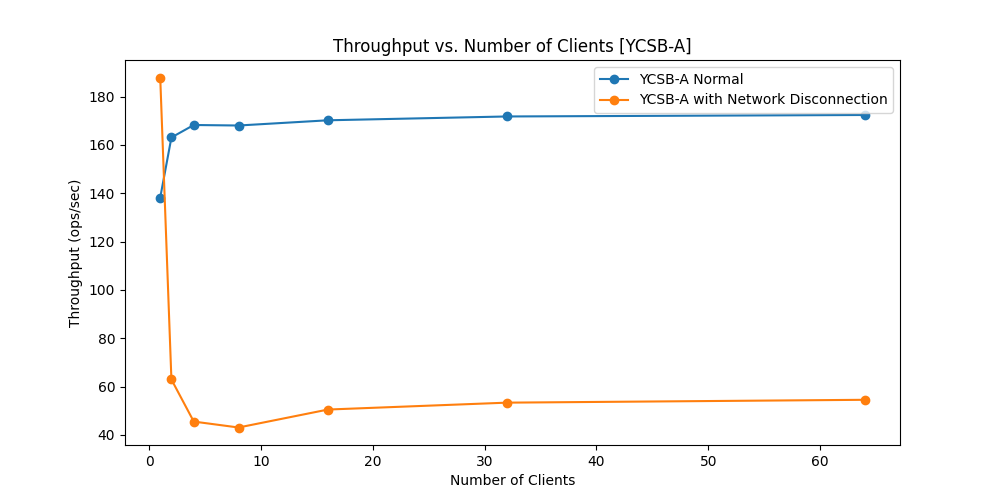 Throughput vs. Number of Clients [YCSB-A]
YCSB-A Normal
YCSB-A with Network Disconnection
Throughput (ops/sec)
180
160
140
120
100
80
60
40
0 10 20 30 40 50 60
Number of Clients